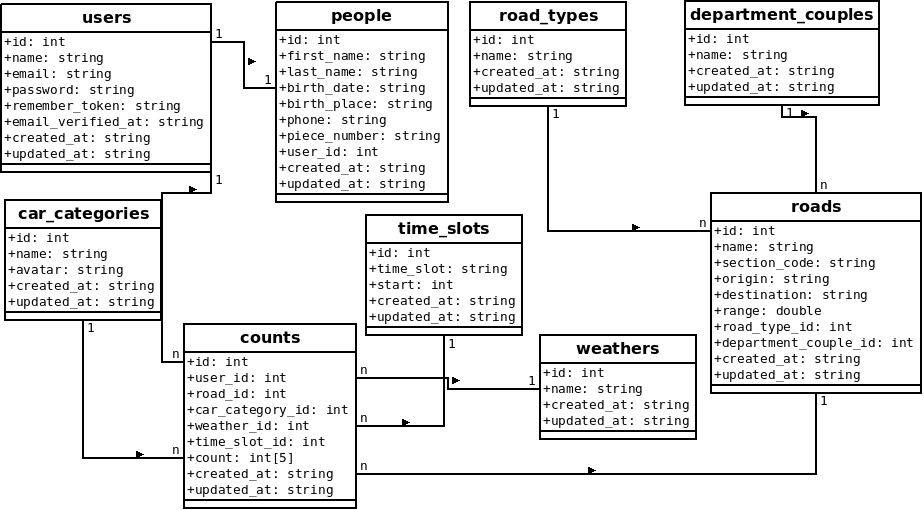 users
+id: int
+name: string
+email: string
+password: string
+remember_token: string
+email_verified_at: string
+created_at: string
+updated_at: string
1
1
1
people
+id: int
+first_name: string
+last_name: string
+birth_date: string
+birth_place: string
+phone: string
+piece_number: string
+user_id: int
+created_at: string
+updated_at: string
road_types
+id: int
+name: string
+created_at: string
+updated_at: string
1
n
department_couples
+id: int
+name: string
+created_at: string
+updated_at: string
1
n
car_categories
+id: int
+name: string
+avatar: string
+created_at: string
+updated_at: string
1
n
n
time_slots
+id: int
+time_slot: string
+start: int
+created_at: string
+updated_at: string
1
roads
+id: int
+name: string
+section_code: string
+origin: string
+destination: string
+range: double
+road_type_id: int
+department_couple_id: int
+created_at: string
+updated_at: string
1
counts
+id: int
+user_id: int
+road_id: int
+car_category_id: int
+weather_id: int
+time_slot_id: int
+count: int[5]
+created_at: string
+updated_at: string
n
n
n
1
weathers
+id: int
+name: string
+created_at: string
+updated_at: string